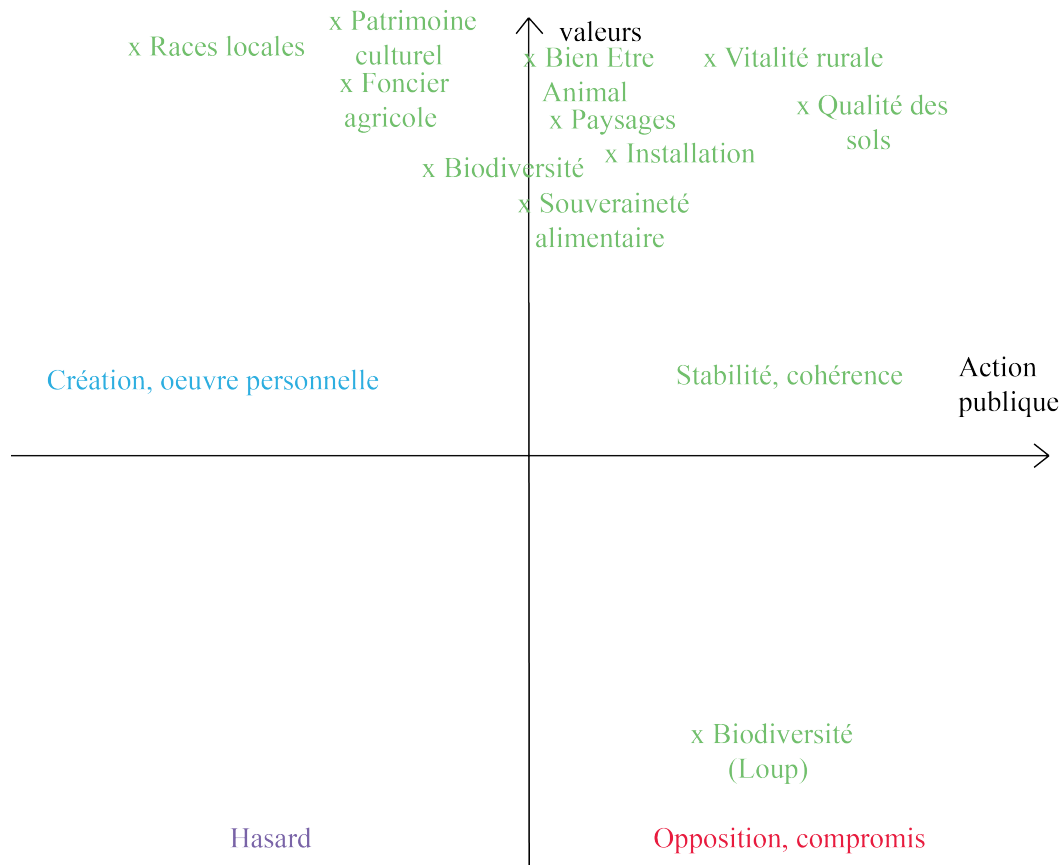 x Patrimoine
culturel
valeurs
x Races locales
x Bien Etre
Animal
x Vitalité rurale
x Foncier
agricole
x Qualité des
sols
x Paysages
x Installation
x Biodiversité
x Souveraineté
alimentaire
Création, oeuvre personnelle
Stabilité, cohérence
Action
publique
x Biodiversité
(Loup)
Hasard
Opposition, compromis